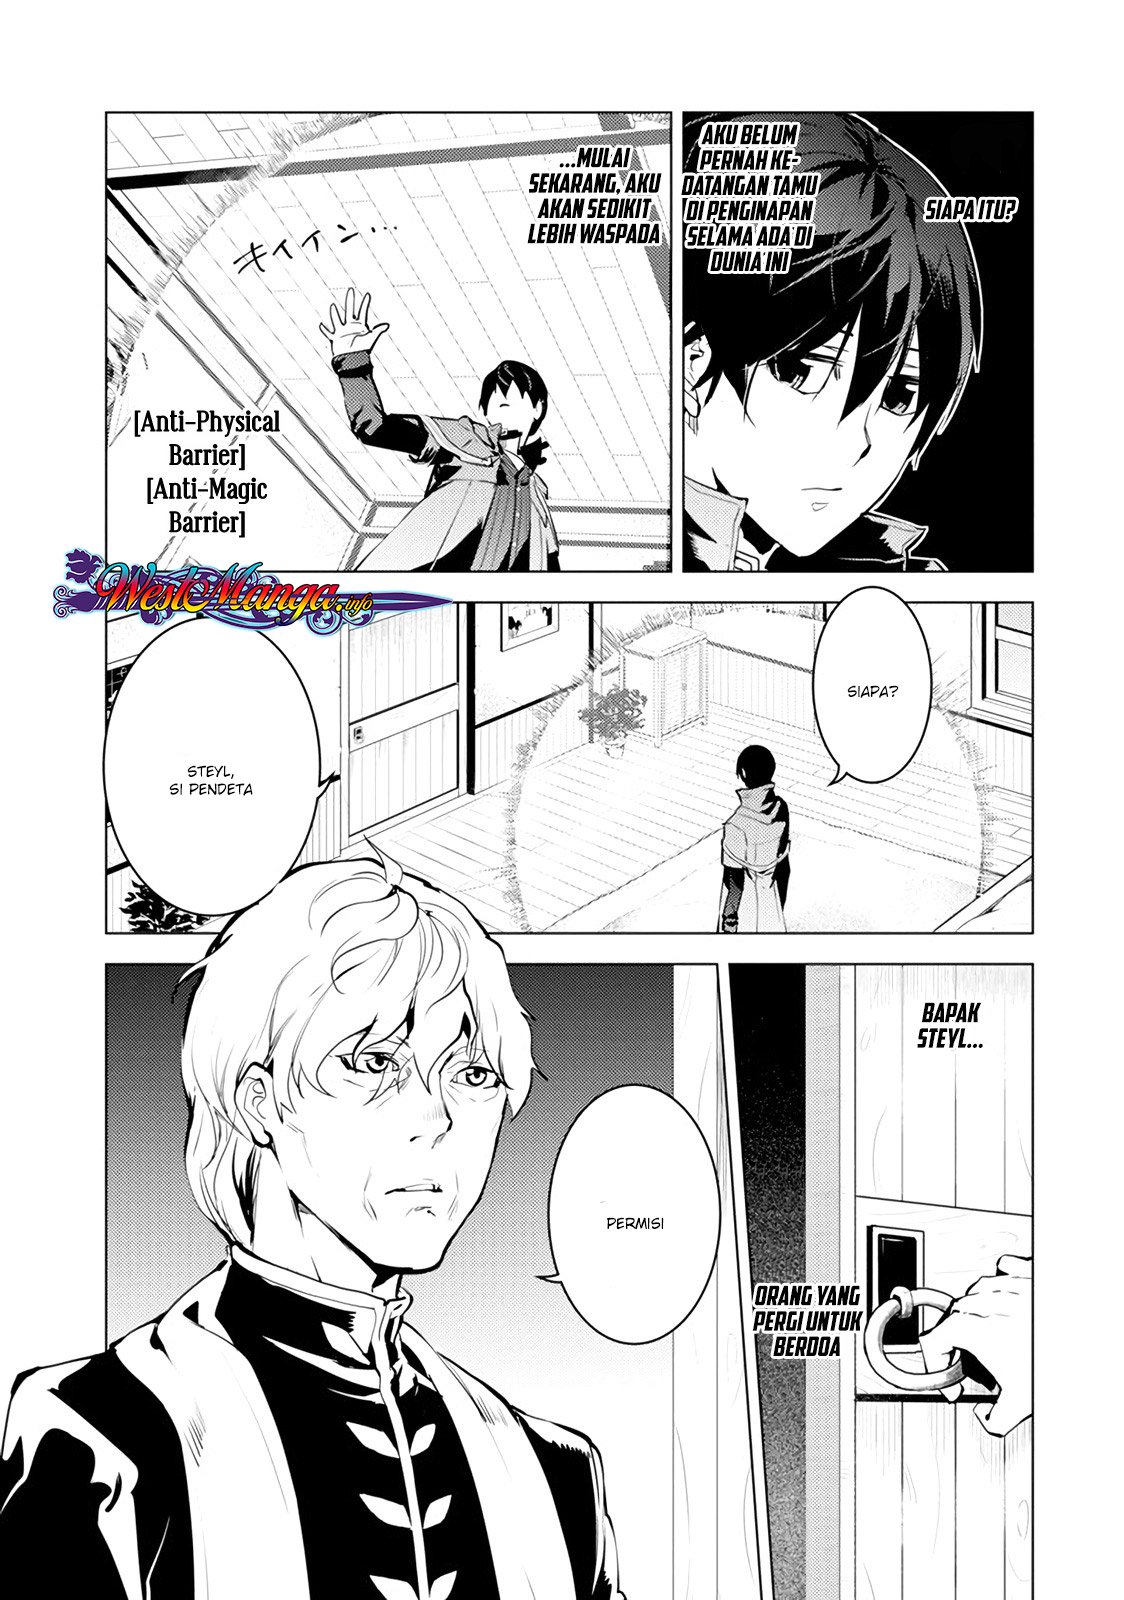 SIAPA ITU?
AKU BELUM
PERNAH KE-
DATANGAN TAMU
DI PENGINAPAN
SELAMA ADA DI
DUNIA INI
...MULAI
SEKARANG, AKU
AKAN SEDIKIT
LEBIH WASPADA
キイイン...
[Anti-Physical
Barrier]
[Anti-Magic
Barrier]
WestManga.info
SIAPA?
STEYL,
SI PENDETA
BAPAK
STEYL...
ORANG YANG
PERGI UNTUK
BERDOA
PERMISI